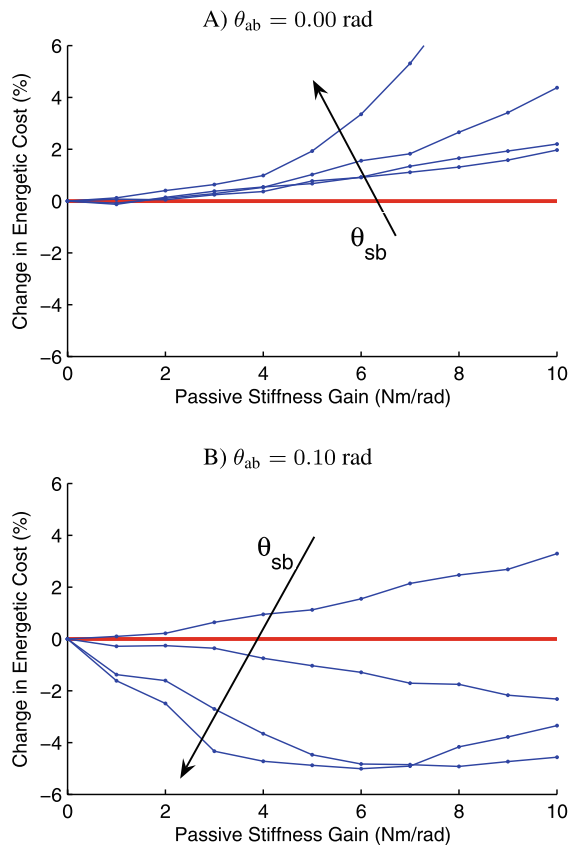 A) θab = 0.00 rad
6
4
2
0
−2
−4
−6
Change in Energetic Cost (%)
θsb
0 2 4 6 8 10
Passive Stiffness Gain (Nm/rad)
B) θab = 0.10 rad
6
4
2
0
−2
−4
−6
Change in Energetic Cost (%)
θsb
0 2 4 6 8 10
Passive Stiffness Gain (Nm/rad)